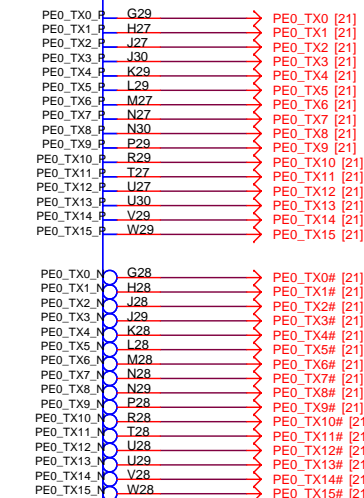 PE0_TX0_P G29 PE0_TX0 [21]
PE0_TX1_P H27 PE0_TX1 [21]
PE0_TX2_P J27 PE0_TX2 [21]
PE0_TX3_P J30 PE0_TX3 [21]
PE0_TX4_P K29 PE0_TX4 [21]
PE0_TX5_P L29 PE0_TX5 [21]
PE0_TX6_P M27 PE0_TX6 [21]
PE0_TX7_P N27 PE0_TX7 [21]
PE0_TX8_P N30 PE0_TX8 [21]
PE0_TX9_P P29 PE0_TX9 [21]
PE0_TX10_P R29 PE0_TX10 [21]
PE0_TX11_P T27 PE0_TX11 [21]
PE0_TX12_P U27 PE0_TX12 [21]
PE0_TX13_P U30 PE0_TX13 [21]
PE0_TX14_P V29 PE0_TX14 [21]
PE0_TX15_P W29 PE0_TX15 [21]
PE0_TX0_N G28 PE0_TX0# [21]
PE0_TX1_N H28 PE0_TX1# [21]
PE0_TX2_N J28 PE0_TX2# [21]
PE0_TX3_N J29 PE0_TX3# [21]
PE0_TX4_N K28 PE0_TX4# [21]
PE0_TX5_N L28 PE0_TX5# [21]
PE0_TX6_N M28 PE0_TX6# [21]
PE0_TX7_N N28 PE0_TX7# [21]
PE0_TX8_N N29 PE0_TX8# [21]
PE0_TX9_N P28 PE0_TX9# [21]
PE0_TX10_N R28 PE0_TX10# [21
PE0_TX11_N T28 PE0_TX11# [21
PE0_TX12_N U28 PE0_TX12# [21
PE0_TX13_N U29 PE0_TX13# [21
PE0_TX14_N V28 PE0_TX14# [21
PE0_TX15_N W28 PE0_TX15# [21